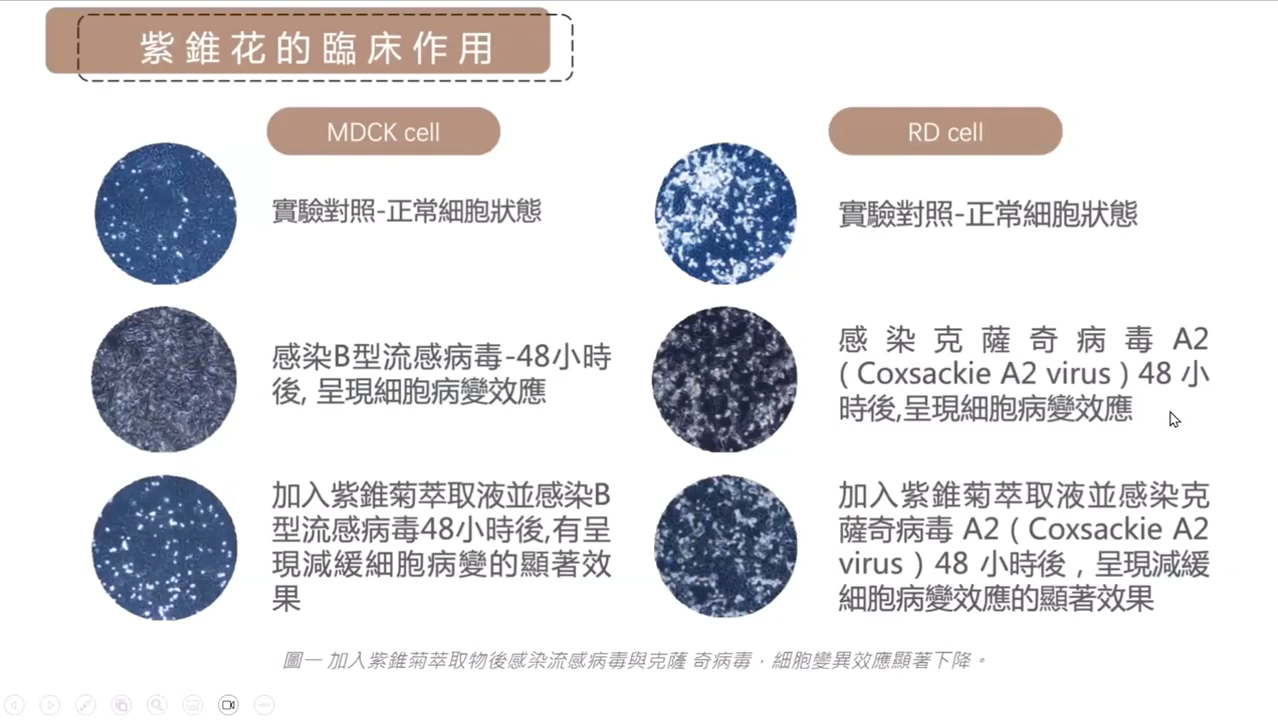 紫錐花的臨床作用
MDCK cell
實驗對照-正常細胞狀態
感染B型流感病毒-48小時
後, 呈現細胞病變效應
加入紫錐菊萃取液並感染B
型流感病毒48小時後,有呈
現減緩細胞病變的顯著效
果
RD cell
實驗對照-正常細胞狀態
感染克薩奇病毒A2
( Coxsackie A2 virus ) 48 小
時後,呈現細胞病變效應
加入紫錐菊萃取液並感染克
薩奇病毒 A2 ( Coxsackie A2
virus ) 48 小時後，呈現減緩
細胞病變效應的顯著效果
圖一 加入紫錐菊萃取物後感染流感病毒與克薩 奇病毒，細胞變異效應顯著下降。